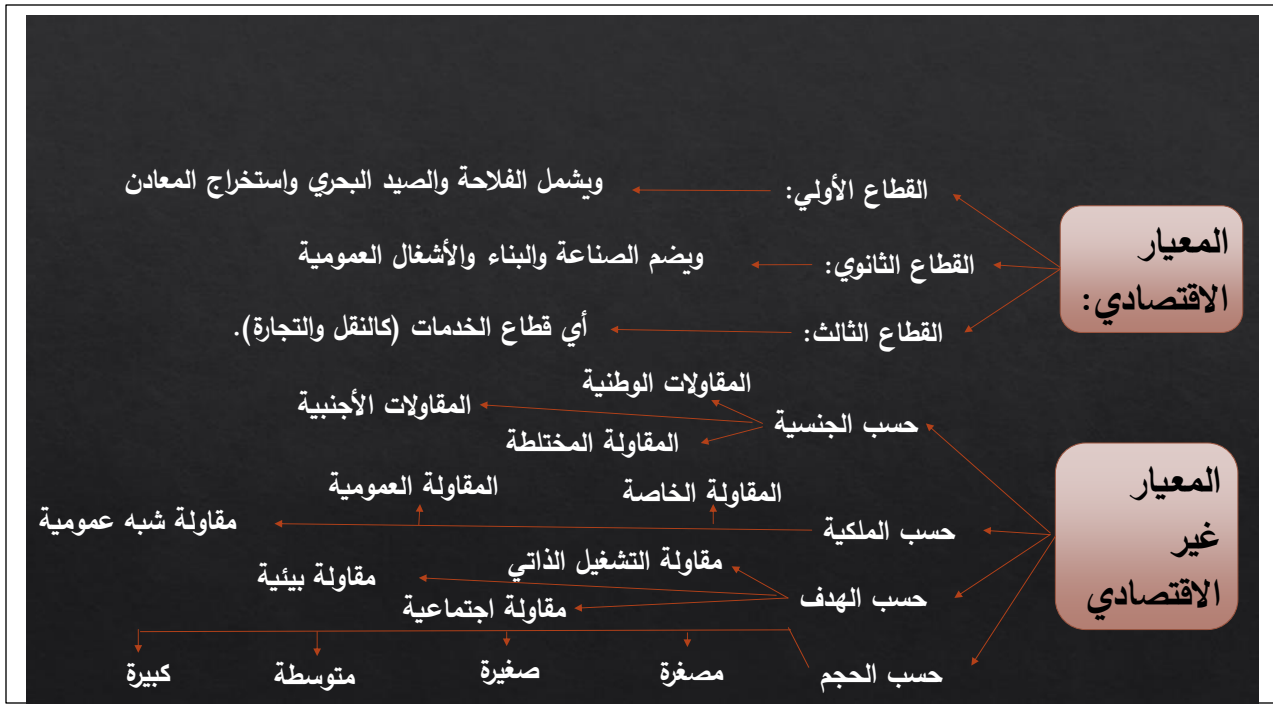 المعيار
الاقتصادي:
القطاع الأولي:
ويشمل الفلاحة والصيد البحري واستخراج المعادن
القطاع الثانوي:
ويضم الصناعة والبناء والأشغال العمومية
القطاع الثالث:
أي قطاع الخدمات (كالنقل والتجارة).
المعيار
غير
الاقتصادي
حسب الجنسية
المقاولات الوطنية
المقاولات الأجنبية
المقاولة المختلطة
حسب الملكية
المقاولة الخاصة
المقاولة العمومية
مقاولة شبه عمومية
حسب الهدف
مقاولة التشغيل الذاتي
مقاولة بيئية
مقاولة اجتماعية
حسب الحجم
مصغرة
صغيرة
متوسطة
كبيرة